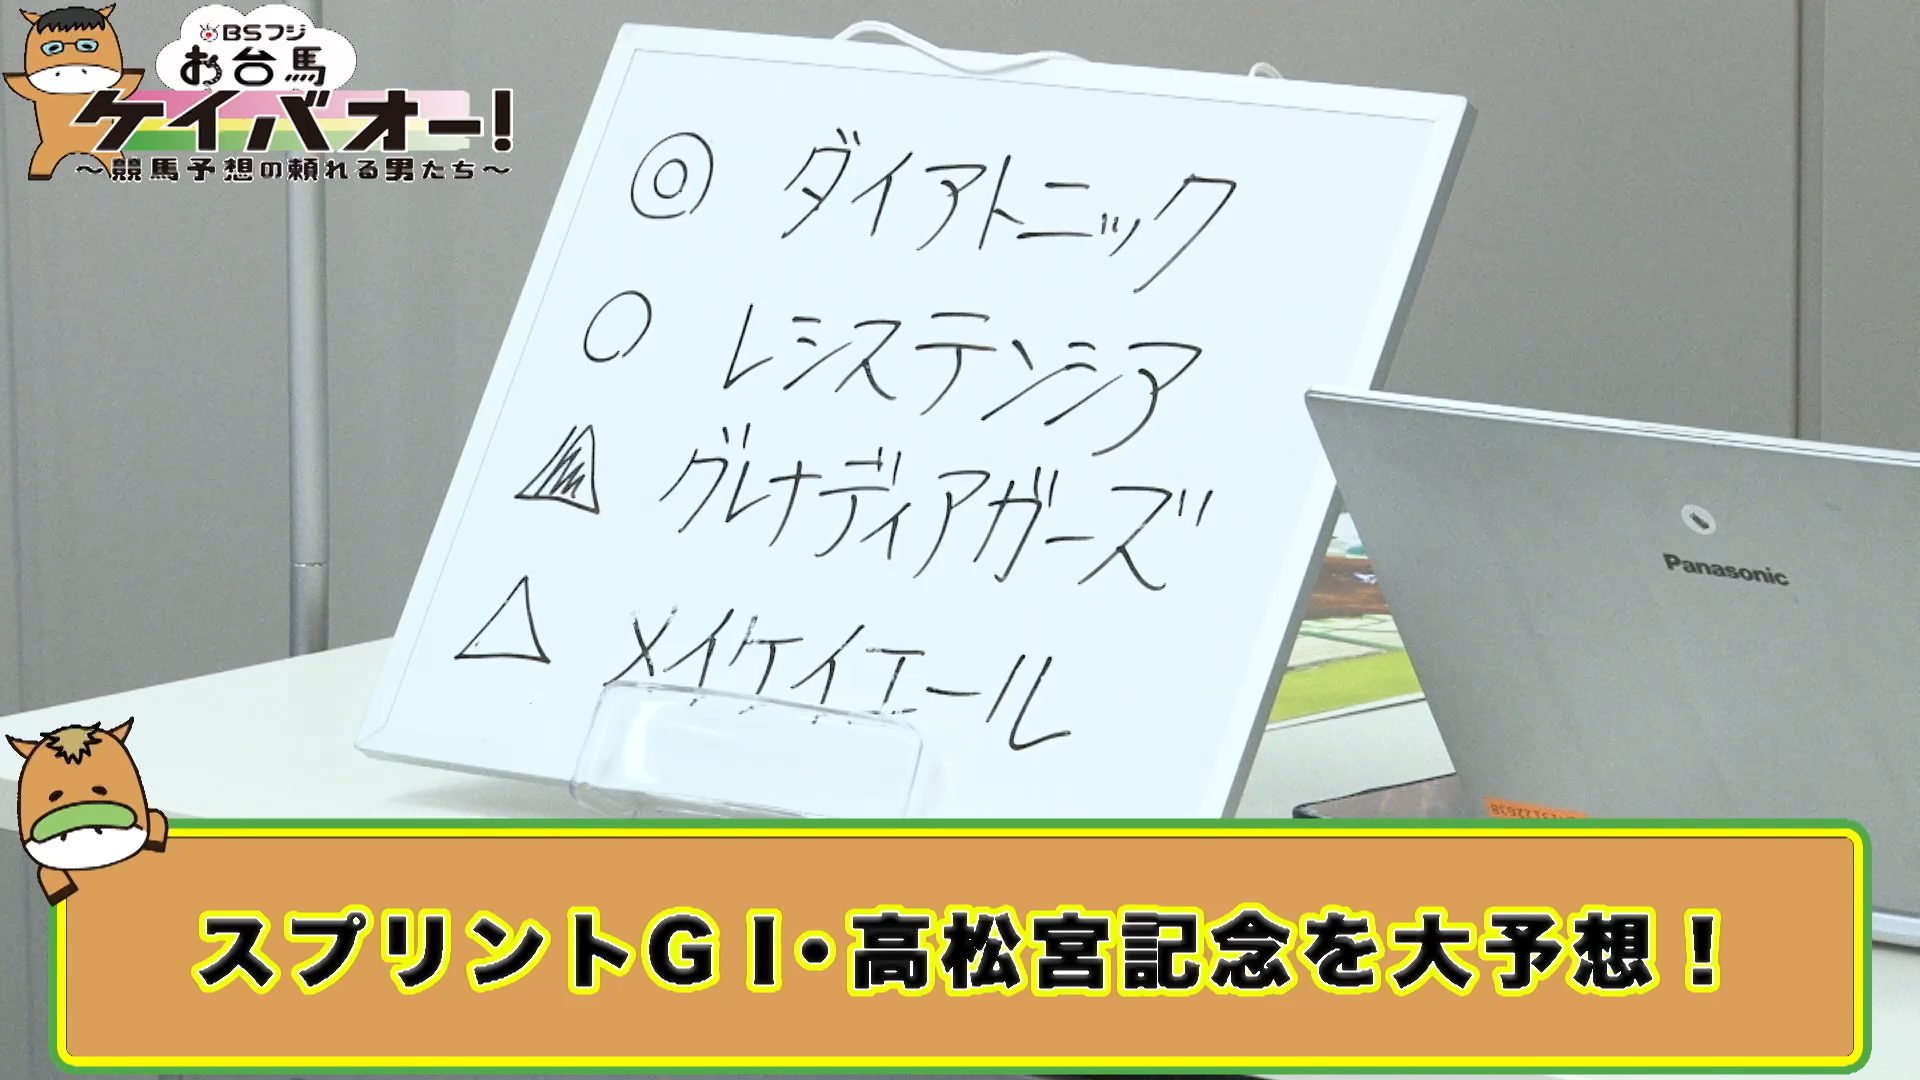 BSフジ
お台馬
ケイバオー!
～競馬予想の頼れる男たち～
◎ ダイアトニック
○ レシステンシア
▲ グレナディアガーズ
△ メイケイエール
Panasonic
スプリントGⅠ・高松宮記念を大予想！